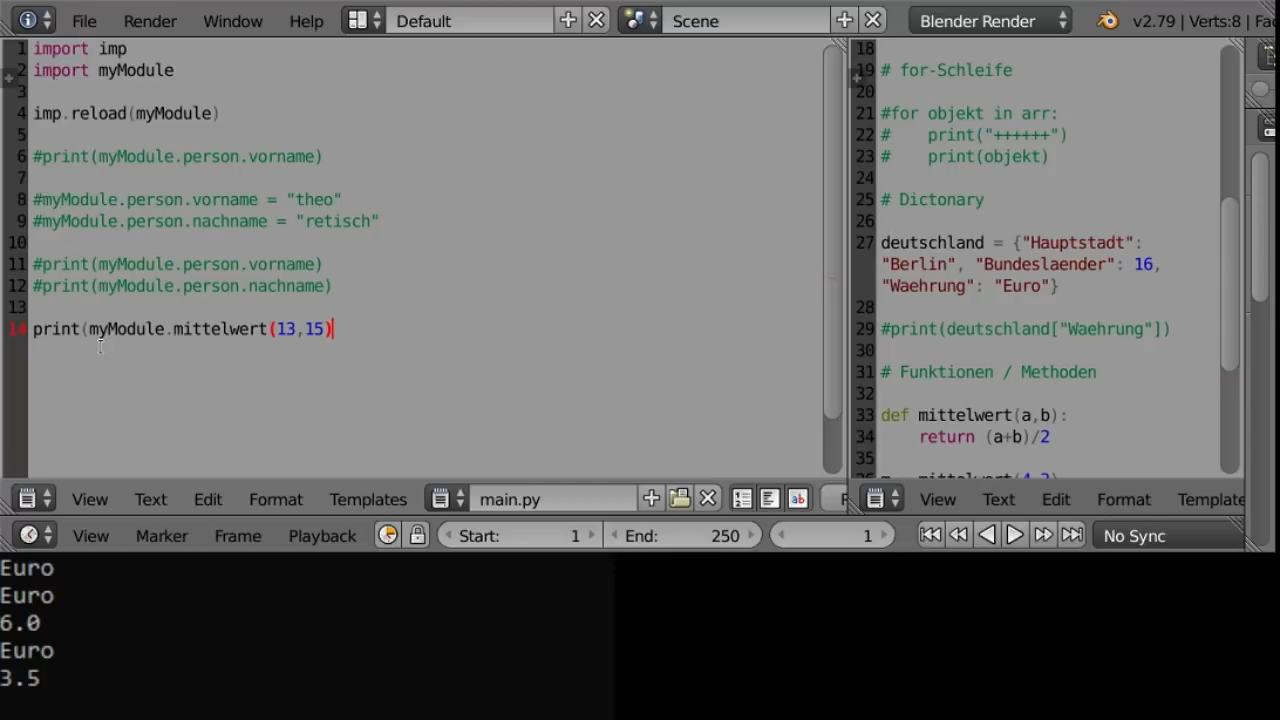 File Render Window Help Default Scene Blender Render v2.79 | Verts:8 |
1 import imp
2 import myModule
3
4 imp.reload(myModule)
5
6 #print(myModule.person.vorname)
7
8 #myModule.person.vorname = "theo"
9 #myModule.person.nachname = "retisch"
10
11 #print(myModule.person.vorname)
12 #print(myModule.person.nachname)
13
14 print(myModule.mittelwert(13,15)
18
19 # for-Schleife
20
21 #for objekt in arr:
22 #    print("++++++")
23 #    print(objekt)
24
25 # Dictonary
26
27 deutschland = {"Hauptstadt":
"Berlin", "Bundeslaender": 16,
"Waehrung": "Euro"}
28
29 #print(deutschland["Waehrung"])
30
31 # Funktionen / Methoden
32
33 def mittelwert(a,b):
34     return (a+b)/2
35
View Text Edit Format Templates main.py
View Text Edit Format Template
View Marker Frame Playback Start: 1 End: 250 1 No Sync
Euro
Euro
6.0
Euro
3.5